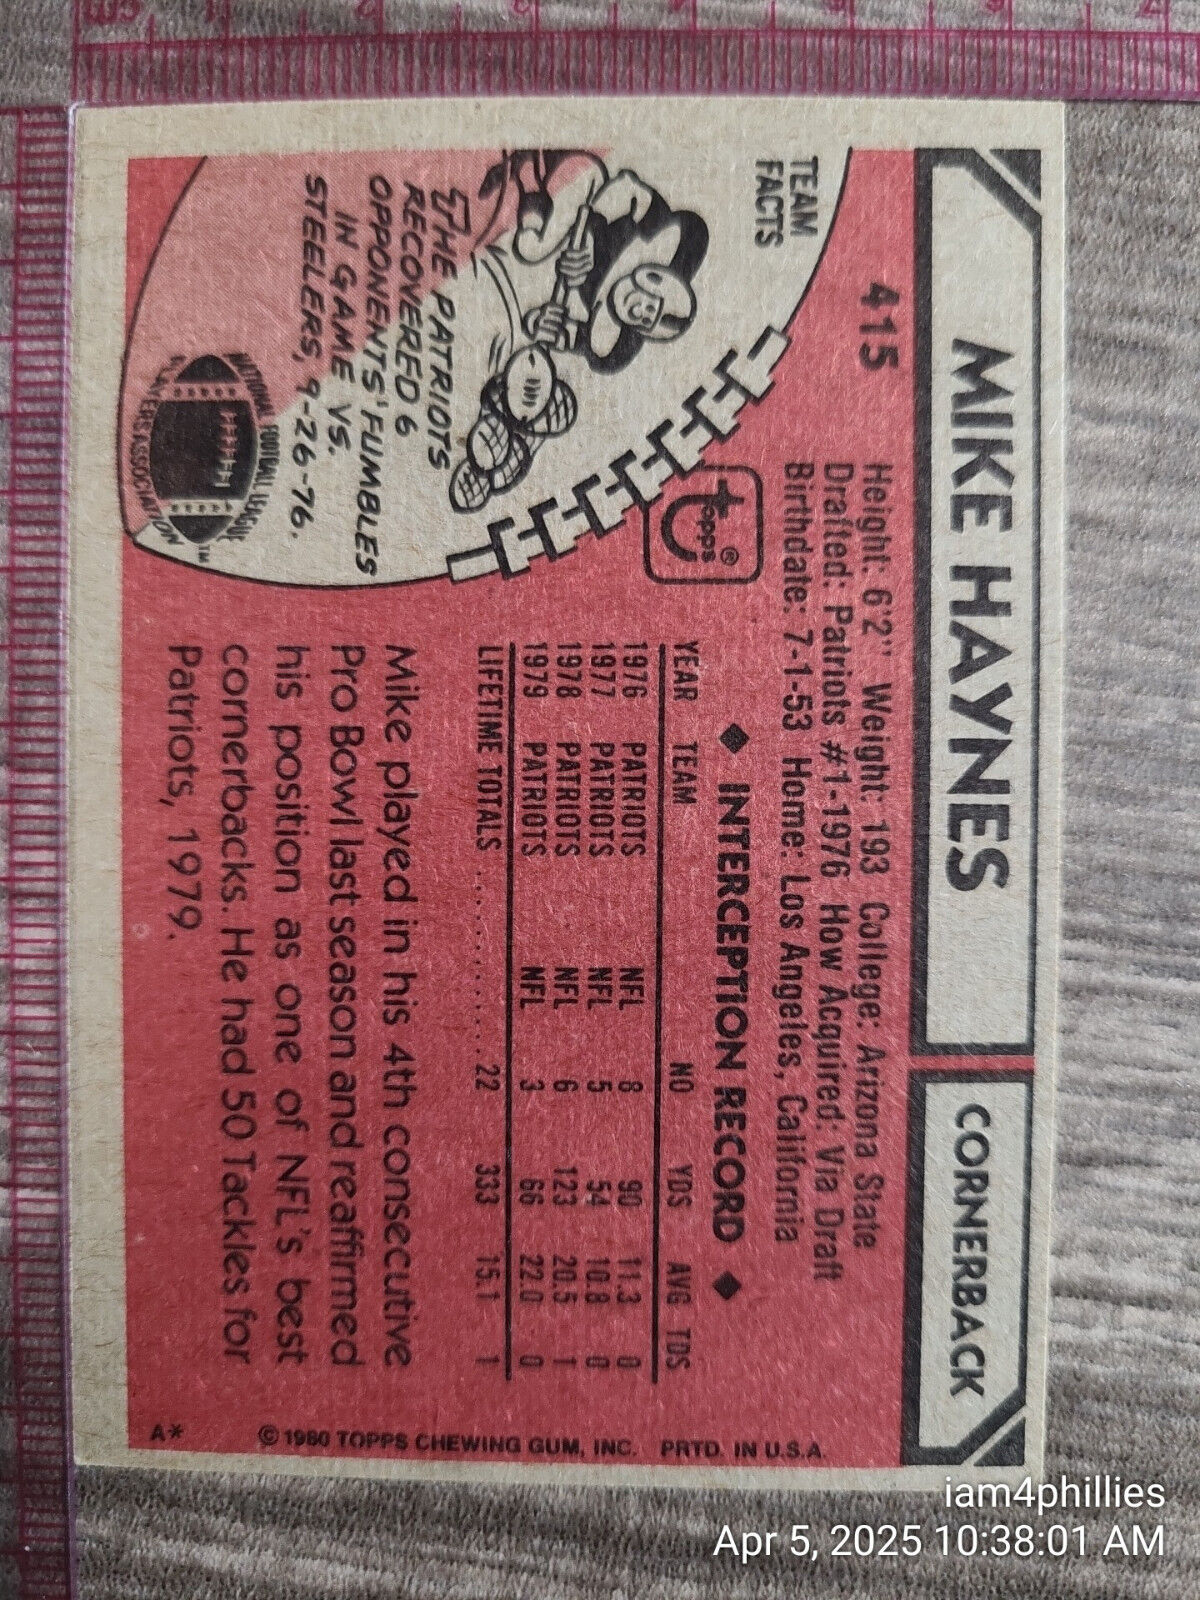 MIKE HAYNES
CORNERBACK
415
Height: 6'2" Weight: 193 College: Arizona State
Drafted: Patriots #1-1976 How Acquired: Via Draft
Birthdate: 7-1-53 Home: Los Angeles, California
topps®
TEAM
FACTS
THE PATRIOTS
RECOVERED 6
OPPONENTS' FUMBLES
IN GAME VS.
STEELERS, 9-26-76.
NATIONAL FOOTBALL LEAGUE
PLAYERS ASSOCIATION
TM
◆ INTERCEPTION RECORD ◆
YEAR TEAM NO YDS AVG TDS
1976 PATRIOTS NFL 8 90 11.3 0
1977 PATRIOTS NFL 5 54 10.8 0
1978 PATRIOTS NFL 6 123 20.5 1
1979 PATRIOTS NFL 3 66 22.0 0
LIFETIME TOTALS .............. 22 333 15.1 1
Mike played in his 4th consecutive
Pro Bowl last season and reaffirmed
his position as one of NFL's best
cornerbacks. He had 50 Tackles for
Patriots, 1979.
A* © 1980 TOPPS CHEWING GUM, INC. PRTD. IN U.S.A.
iam4phillies
Apr 5, 2025 10:38:01 AM